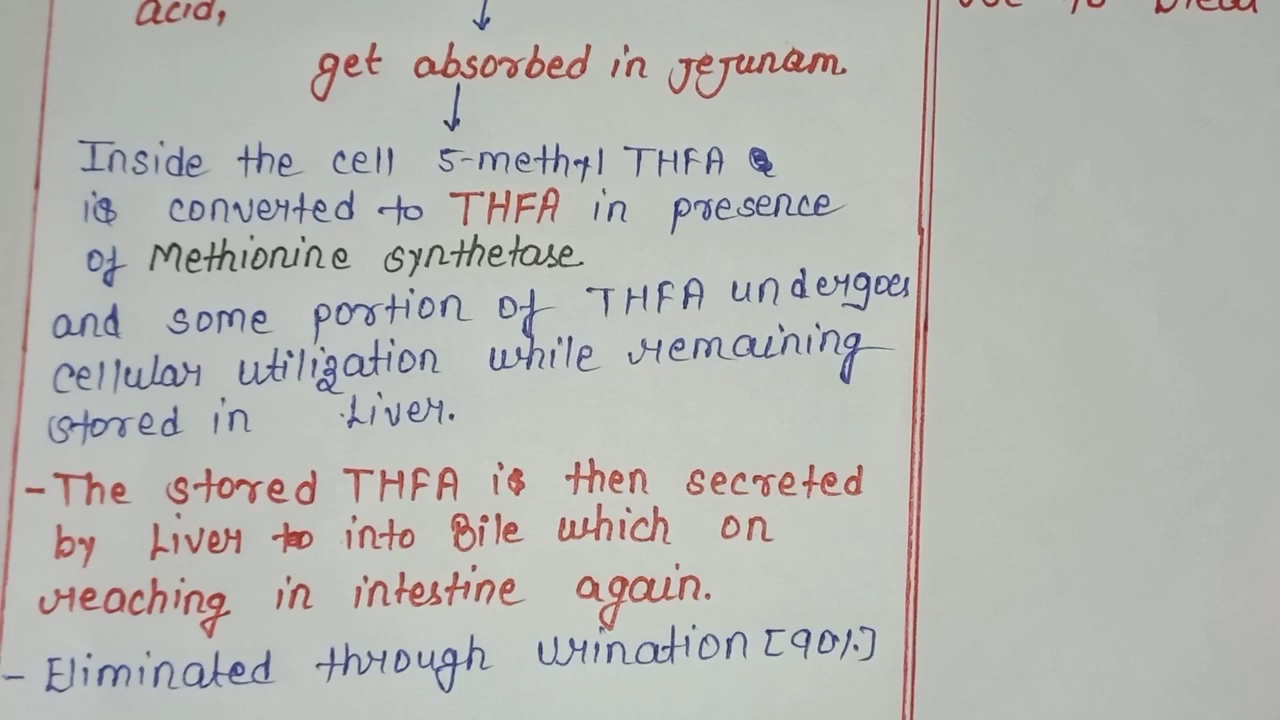 acid,
get absorbed in jejunam.
Inside the cell 5-methyl THFA
is converted to THFA in presence
of Methionine synthetase.
and some portion of THFA undergoes
cellular utilization while remaining
stored in Liver.
- The stored THFA is then secreted
by Liver into Bile which on
reaching in intestine again.
- Eliminated through urination [90%]